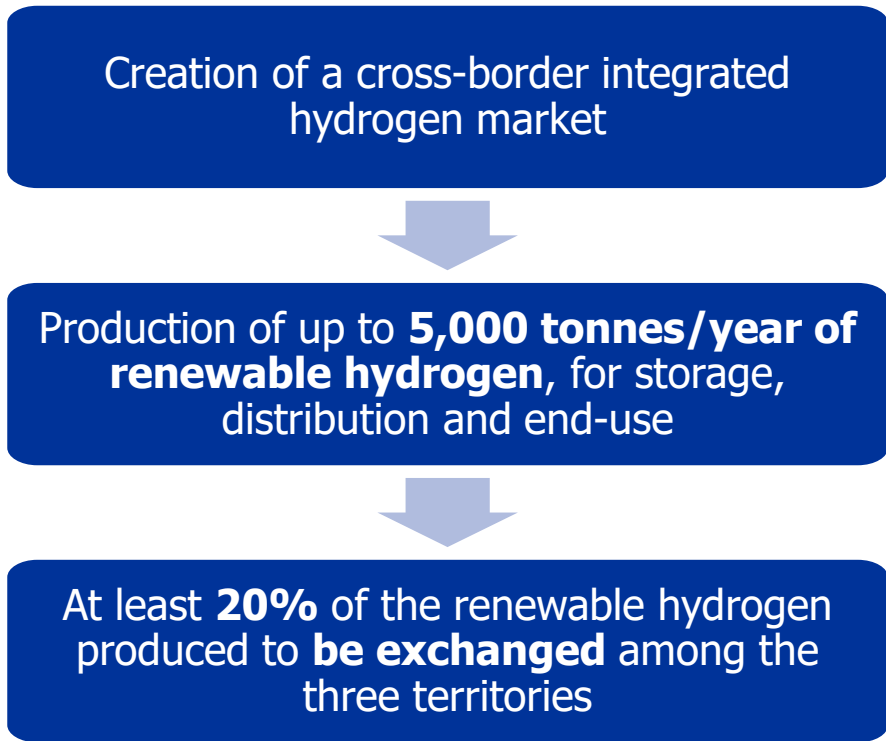 Creation of a cross-border integrated
hydrogen market
Production of up to 5,000 tonnes/year of
renewable hydrogen, for storage,
distribution and end-use
At least 20% of the renewable hydrogen
produced to be exchanged among the
three territories